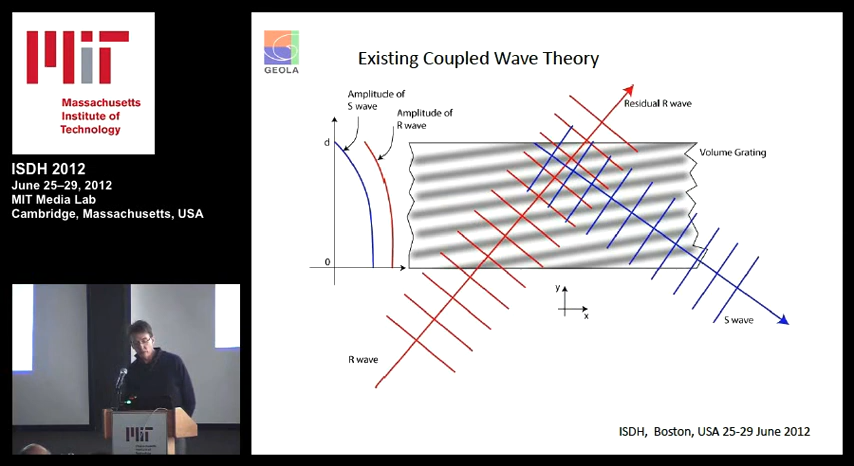 Massachusetts
Institute of
Technology
ISDH 2012
June 25–29, 2012
MIT Media Lab
Cambridge, Massachusetts, USA
MIT
GEOLA
Existing Coupled Wave Theory
Amplitude of
S wave
Amplitude of
R wave
Residual R wave
d
Volume Grating
0
y
x
S wave
R wave
ISDH, Boston, USA 25-29 June 2012